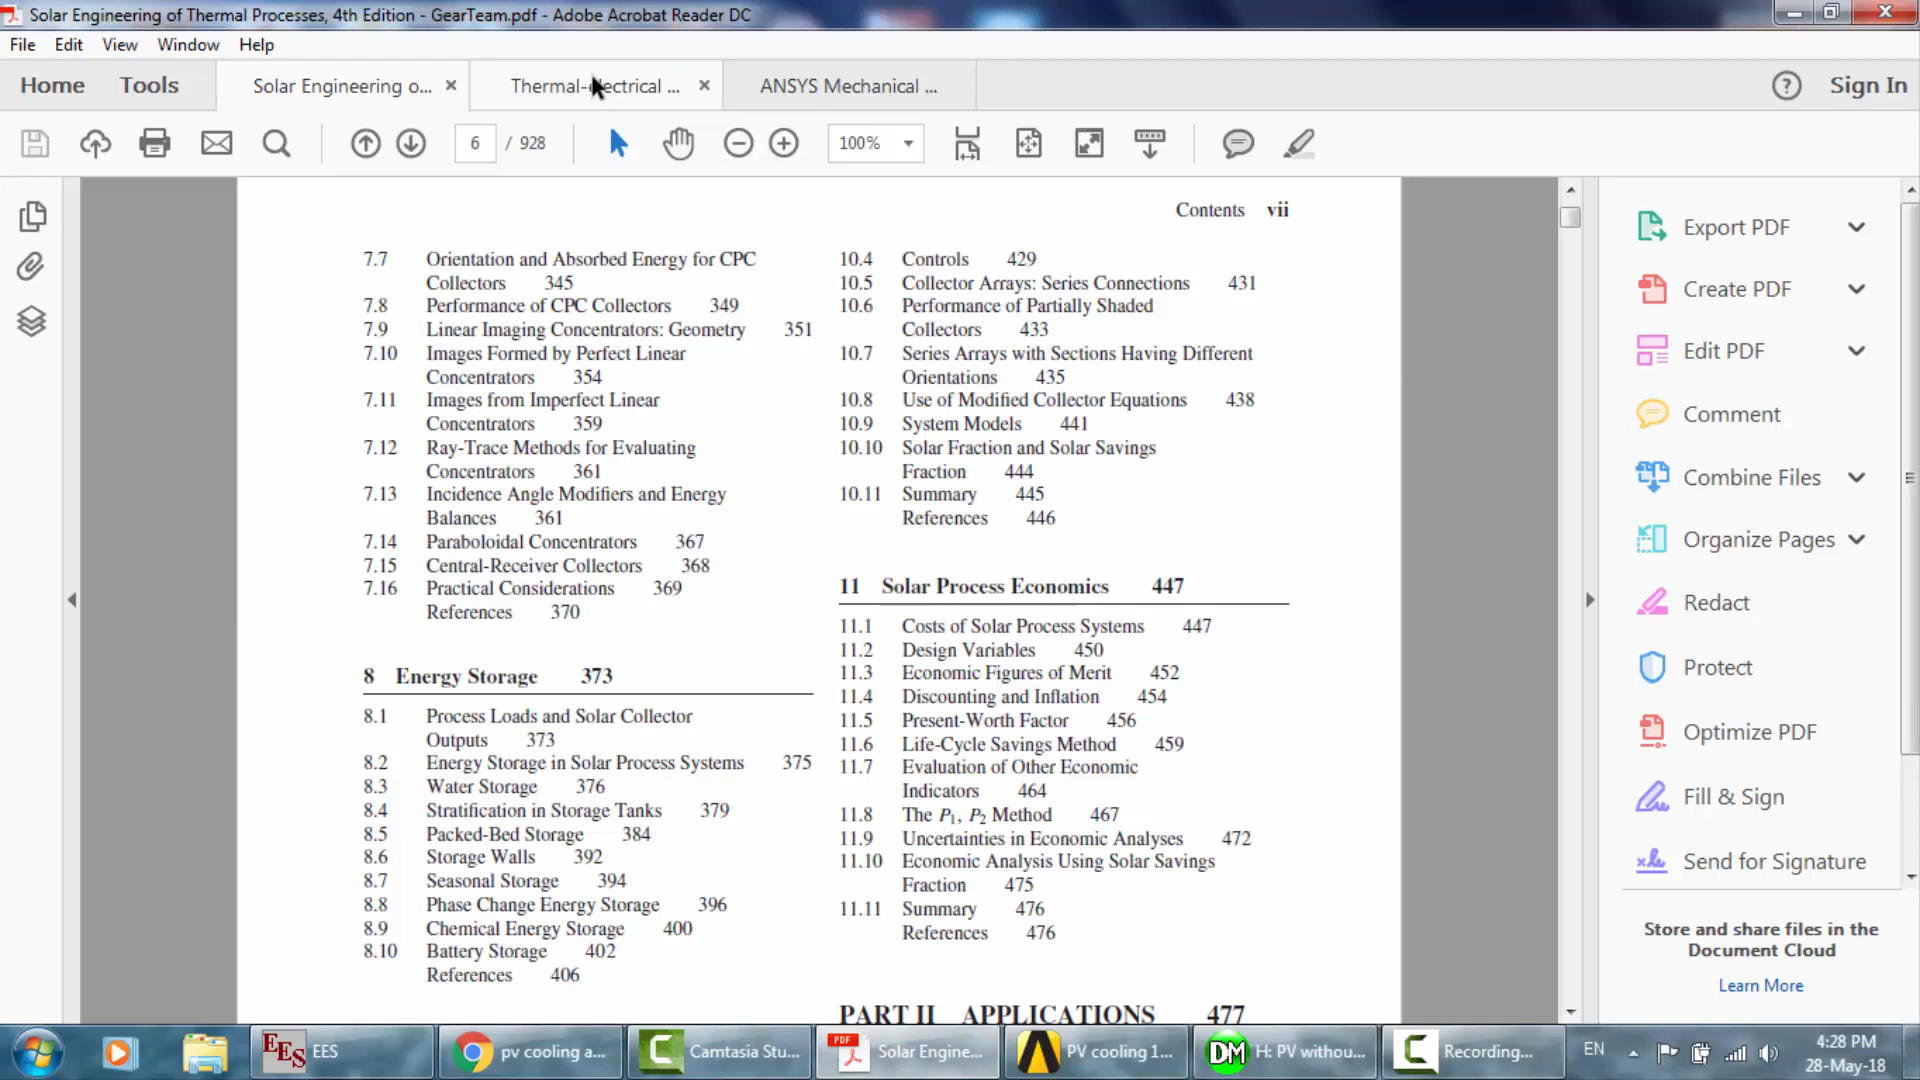 Solar Engineering of Thermal Processes, 4th Edition - GearTeam.pdf - Adobe Acrobat Reader DC
File Edit View Window Help
Home Tools Solar Engineering o... Thermal-electrical ... ANSYS Mechanical ... Sign In
6 / 928 100%
Contents vii
7.7 Orientation and Absorbed Energy for CPC
Collectors 345
7.8 Performance of CPC Collectors 349
7.9 Linear Imaging Concentrators: Geometry 351
7.10 Images Formed by Perfect Linear
Concentrators 354
7.11 Images from Imperfect Linear
Concentrators 359
7.12 Ray-Trace Methods for Evaluating
Concentrators 361
7.13 Incidence Angle Modifiers and Energy
Balances 361
7.14 Paraboloidal Concentrators 367
7.15 Central-Receiver Collectors 368
7.16 Practical Considerations 369
References 370
8 Energy Storage 373
8.1 Process Loads and Solar Collector
Outputs 373
8.2 Energy Storage in Solar Process Systems 375
8.3 Water Storage 376
8.4 Stratification in Storage Tanks 379
8.5 Packed-Bed Storage 384
8.6 Storage Walls 392
8.7 Seasonal Storage 394
8.8 Phase Change Energy Storage 396
8.9 Chemical Energy Storage 400
8.10 Battery Storage 402
References 406
10.4 Controls 429
10.5 Collector Arrays: Series Connections 431
10.6 Performance of Partially Shaded
Collectors 433
10.7 Series Arrays with Sections Having Different
Orientations 435
10.8 Use of Modified Collector Equations 438
10.9 System Models 441
10.10 Solar Fraction and Solar Savings
Fraction 444
10.11 Summary 445
References 446
11 Solar Process Economics 447
11.1 Costs of Solar Process Systems 447
11.2 Design Variables 450
11.3 Economic Figures of Merit 452
11.4 Discounting and Inflation 454
11.5 Present-Worth Factor 456
11.6 Life-Cycle Savings Method 459
11.7 Evaluation of Other Economic
Indicators 464
11.8 The P1, P2 Method 467
11.9 Uncertainties in Economic Analyses 472
11.10 Economic Analysis Using Solar Savings
Fraction 475
11.11 Summary 476
References 476
PART II APPLICATIONS 477
Export PDF
Create PDF
Edit PDF
Comment
Combine Files
Organize Pages
Redact
Protect
Optimize PDF
Fill & Sign
Send for Signature
Store and share files in the
Document Cloud
Learn More
EES EES
pv cooling a...
C Camtasia Stu...
PDF Solar Engine...
PV cooling 1...
DM H: PV withou...
C Recording...
EN
4:28 PM
28-May-18